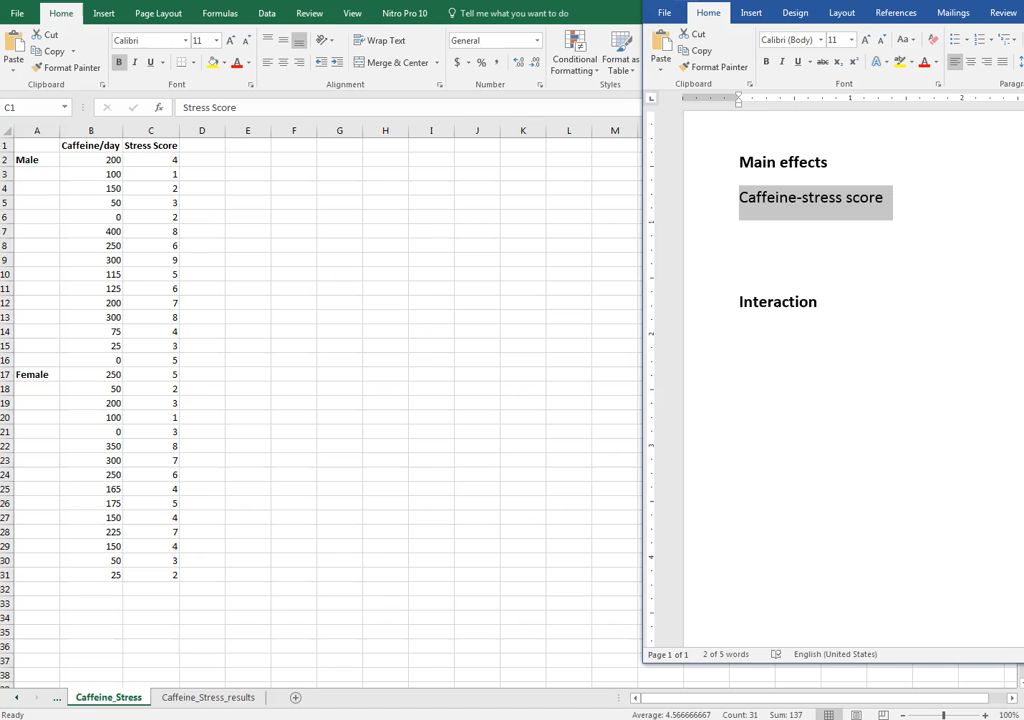 File Home Insert Page Layout Formulas Data Review View Nitro Pro 10 Tell me what you want to do
Paste Cut Copy Format Painter Clipboard
Calibri 11 B I U Font
Wrap Text Merge & Center Alignment
General $ % , Number
Conditional Formatting Format as Table Styles
C1 fx Stress Score
A B C D E F G H I J K L M
1 Caffeine/day Stress Score
2 Male 200 4
3 100 1
4 150 2
5 50 3
6 0 2
7 400 8
8 250 6
9 300 9
10 115 5
11 125 6
12 200 7
13 300 8
14 75 4
15 25 3
16 0 5
17 Female 250 5
18 50 2
19 200 3
20 100 1
21 0 3
22 350 8
23 300 7
24 250 6
25 165 4
26 175 5
27 150 4
28 225 7
29 150 4
30 50 3
31 25 2
32
33
34
35
36
37
38
... Caffeine_Stress Caffeine_Stress_results
Ready Average: 4.566666667 Count: 31 Sum: 137 100%
File Home Insert Design Layout References Mailings Review
Paste Cut Copy Format Painter Clipboard
Calibri (Body) 11 Aa B I U abc x₂ x² A Font
Main effects
Caffeine-stress score
Interaction
Page 1 of 1 2 of 5 words English (United States)